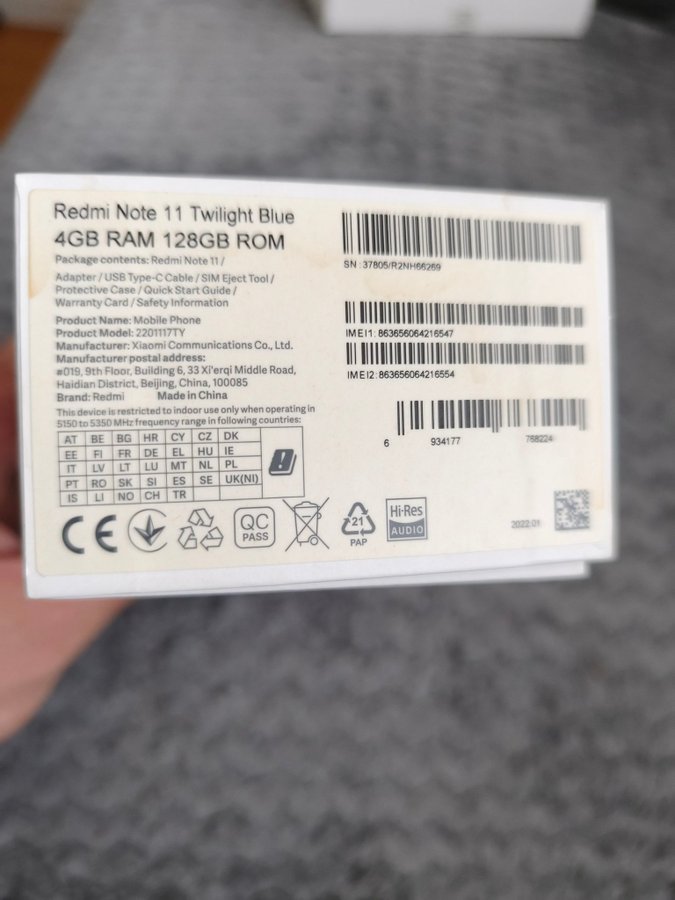 Redmi Note 11 Twilight Blue
4GB RAM 128GB ROM
Package contents: Redmi Note 11 /
Adapter / USB Type-C Cable / SIM Eject Tool /
Protective Case / Quick Start Guide /
Warranty Card / Safety Information
Product Name: Mobile Phone
Product Model: 2201117TY
Manufacturer: Xiaomi Communications Co., Ltd.
Manufacturer postal address:
#019, 9th Floor, Building 6, 33 Xi'erqi Middle Road,
Haidian District, Beijing, China, 100085
Brand: Redmi Made in China
This device is restricted to indoor use only when operating in
5150 to 5350 MHz frequency range in following countries:
AT BE BG HR CY CZ DK
EE FI FR DE EL HU IE
IT LV LT LU MT NL PL
PT RO SK SI ES SE UK(NI)
IS LI NO CH TR
CE
QC
PASS
21
PAP
Hi-Res
AUDIO
SN: 37805/R2NH66269
IMEI1: 863656064216547
IMEI2: 863656064216554
6 934177 768224
2022.01